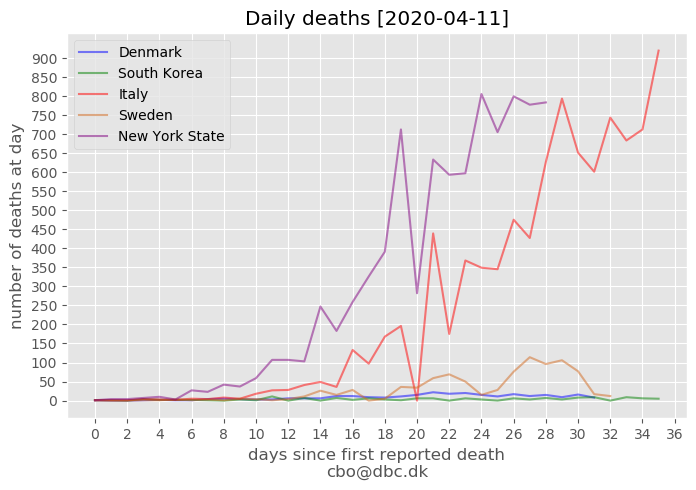 Daily deaths [2020-04-11]
Denmark
South Korea
Italy
Sweden
New York State
number of deaths at day
900
850
800
750
700
650
600
550
500
450
400
350
300
250
200
150
100
50
0
0 2 4 6 8 10 12 14 16 18 20 22 24 26 28 30 32 34 36
days since first reported death
cbo@dbc.dk